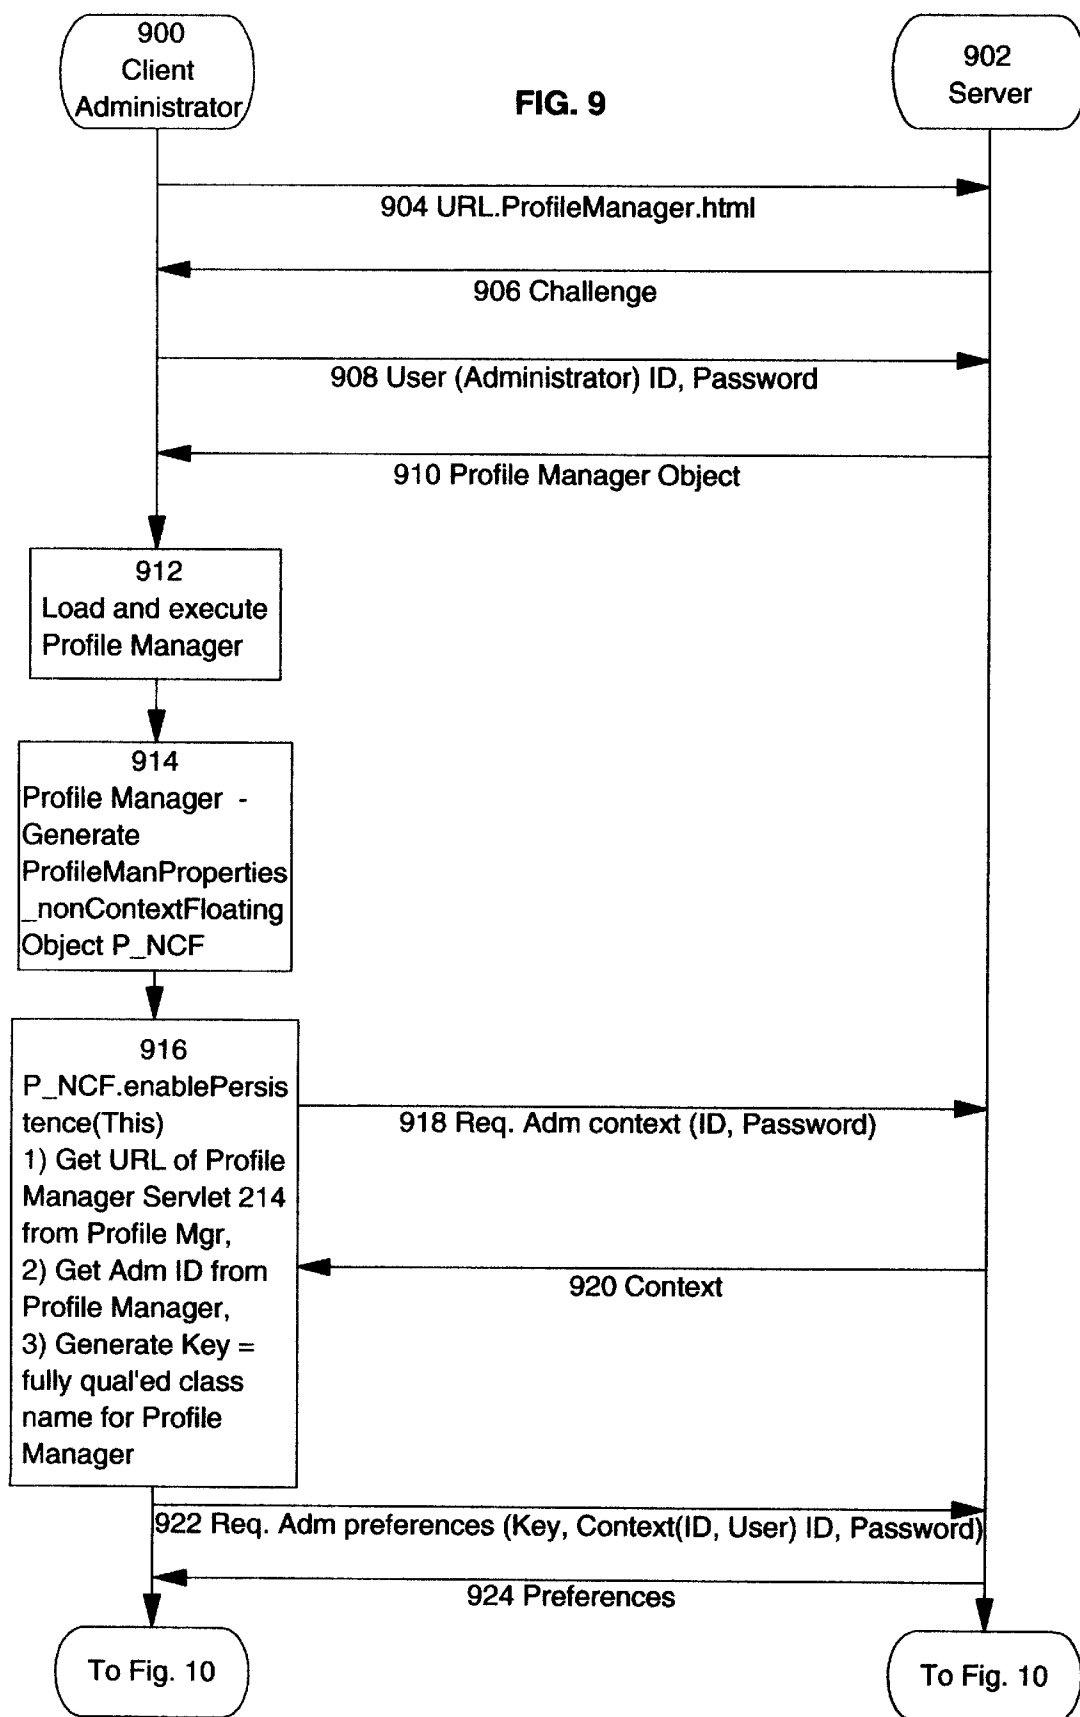 900
Client
Administrator
FIG. 9
902
Server
904 URL.ProfileManager.html
906 Challenge
908 User (Administrator) ID, Password
910 Profile Manager Object
912
Load and execute
Profile Manager
914
Profile Manager -
Generate
ProfileManProperties
_nonContextFloating
Object P_NCF
916
P_NCF.enablePersis
tence(This)
1) Get URL of Profile
Manager Servlet 214
from Profile Mgr,
2) Get Adm ID from
Profile Manager,
3) Generate Key =
fully qual'ed class
name for Profile
Manager
918 Req. Adm context (ID, Password)
920 Context
922 Req. Adm preferences (Key, Context(ID, User) ID, Password)
924 Preferences
To Fig. 10
To Fig. 10